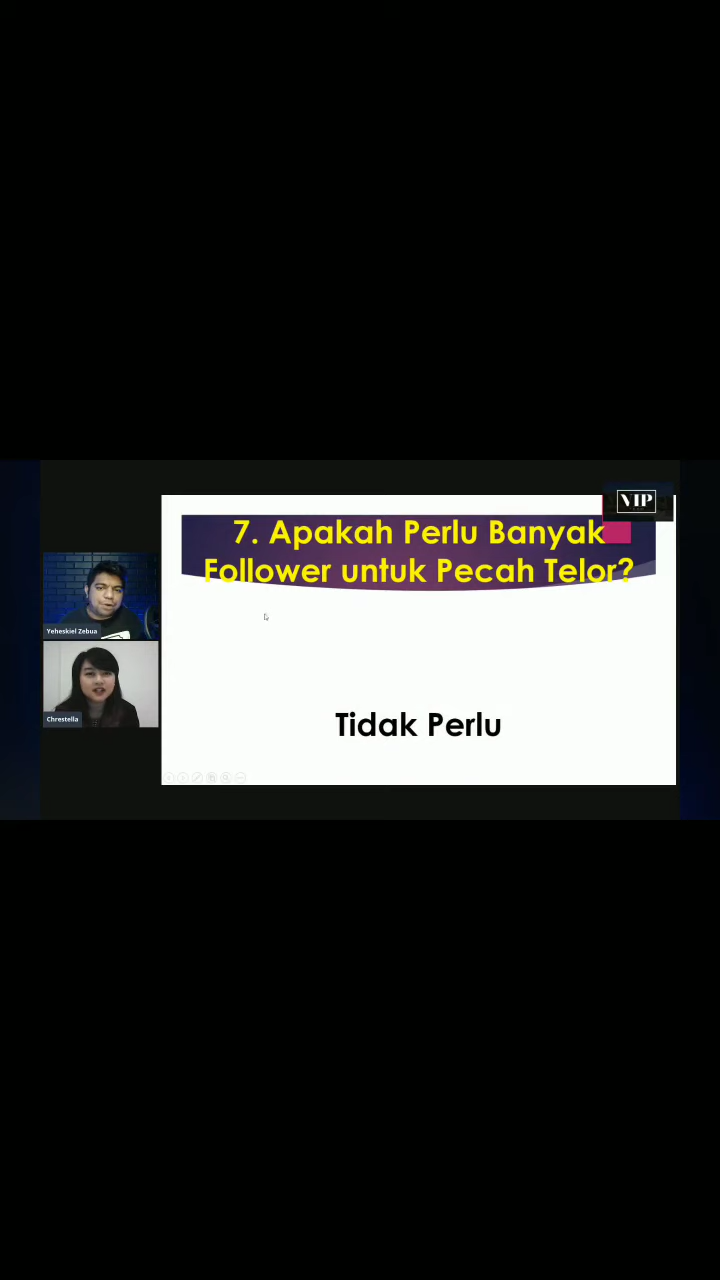 VIP
7. Apakah Perlu Banyak
Follower untuk Pecah Telor?
Yeheskiel Zebua
Chrestella
Tidak Perlu